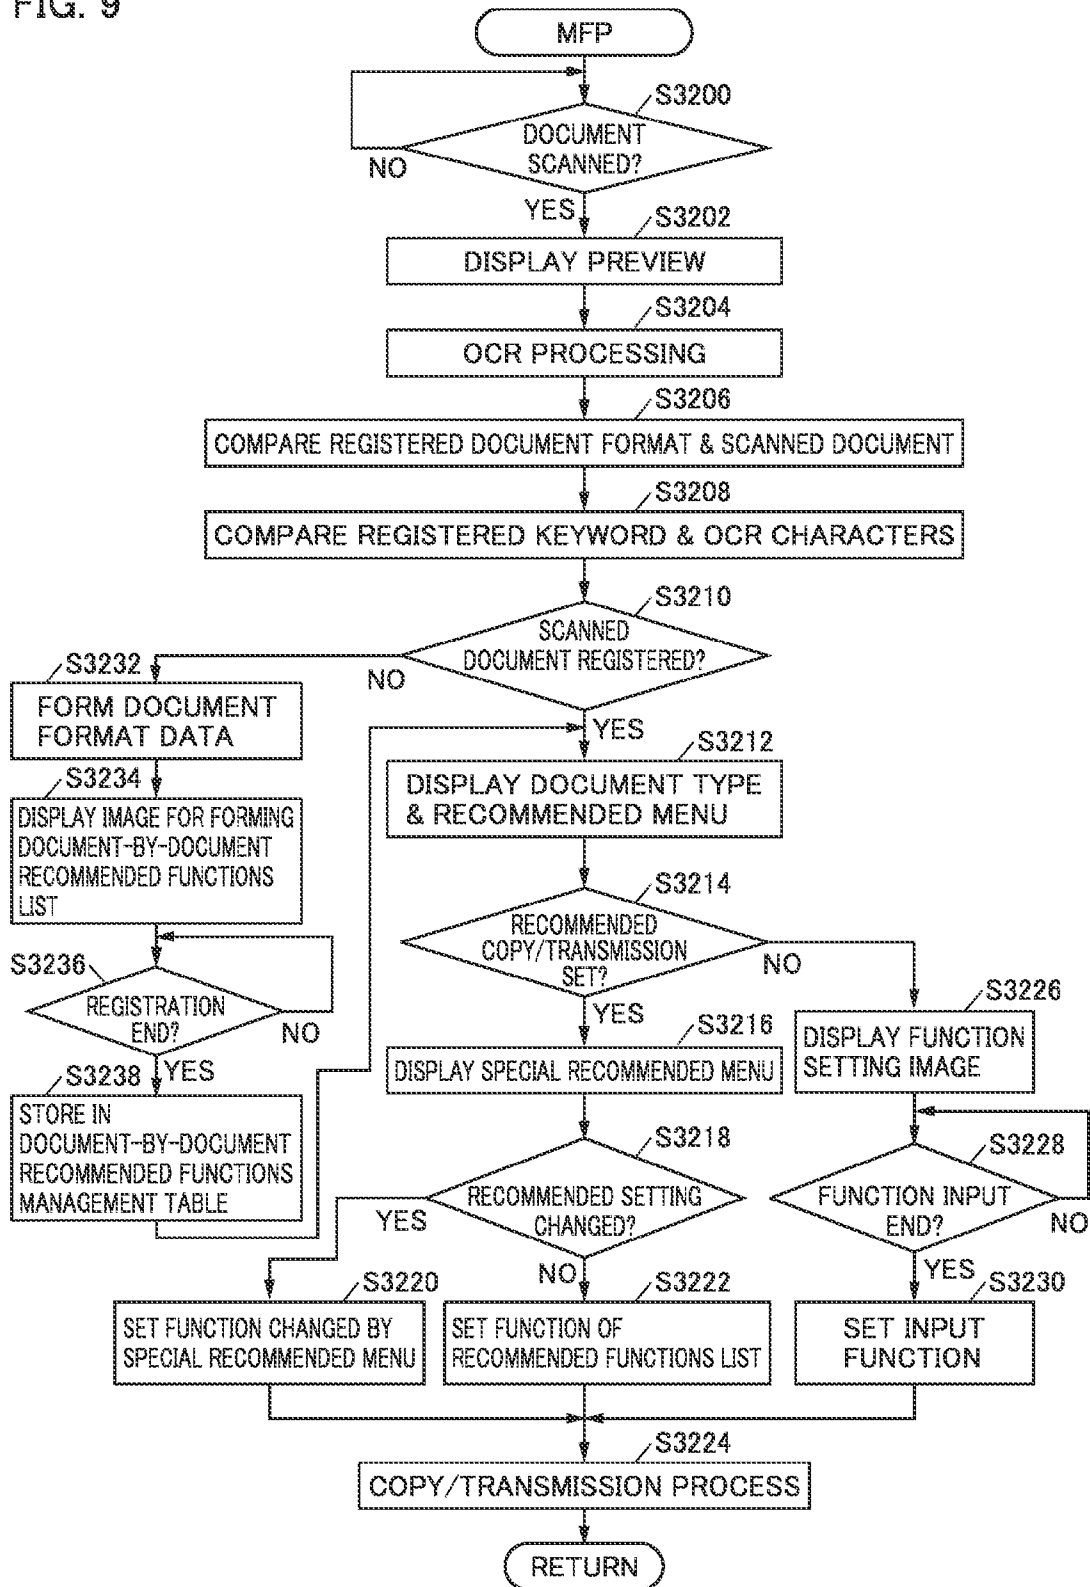 FIG. 9
MFP
S3200
DOCUMENT
SCANNED?
NO
YES
S3202
DISPLAY PREVIEW
S3204
OCR PROCESSING
S3206
COMPARE REGISTERED DOCUMENT FORMAT & SCANNED DOCUMENT
S3208
COMPARE REGISTERED KEYWORD & OCR CHARACTERS
S3210
SCANNED
DOCUMENT REGISTERED?
NO
YES
S3232
FORM DOCUMENT
FORMAT DATA
S3234
DISPLAY IMAGE FOR FORMING
DOCUMENT-BY-DOCUMENT
RECOMMENDED FUNCTIONS
LIST
S3236
REGISTRATION
END?
NO
YES
S3238
STORE IN
DOCUMENT-BY-DOCUMENT
RECOMMENDED FUNCTIONS
MANAGEMENT TABLE
S3212
DISPLAY DOCUMENT TYPE
& RECOMMENDED MENU
S3214
RECOMMENDED
COPY/TRANSMISSION
SET?
NO
YES
S3216
DISPLAY SPECIAL RECOMMENDED MENU
S3218
RECOMMENDED SETTING
CHANGED?
YES
NO
S3220
SET FUNCTION CHANGED BY
SPECIAL RECOMMENDED MENU
S3222
SET FUNCTION OF
RECOMMENDED FUNCTIONS LIST
S3226
DISPLAY FUNCTION
SETTING IMAGE
S3228
FUNCTION INPUT
END?
NO
YES
S3230
SET INPUT
FUNCTION
S3224
COPY/TRANSMISSION PROCESS
RETURN